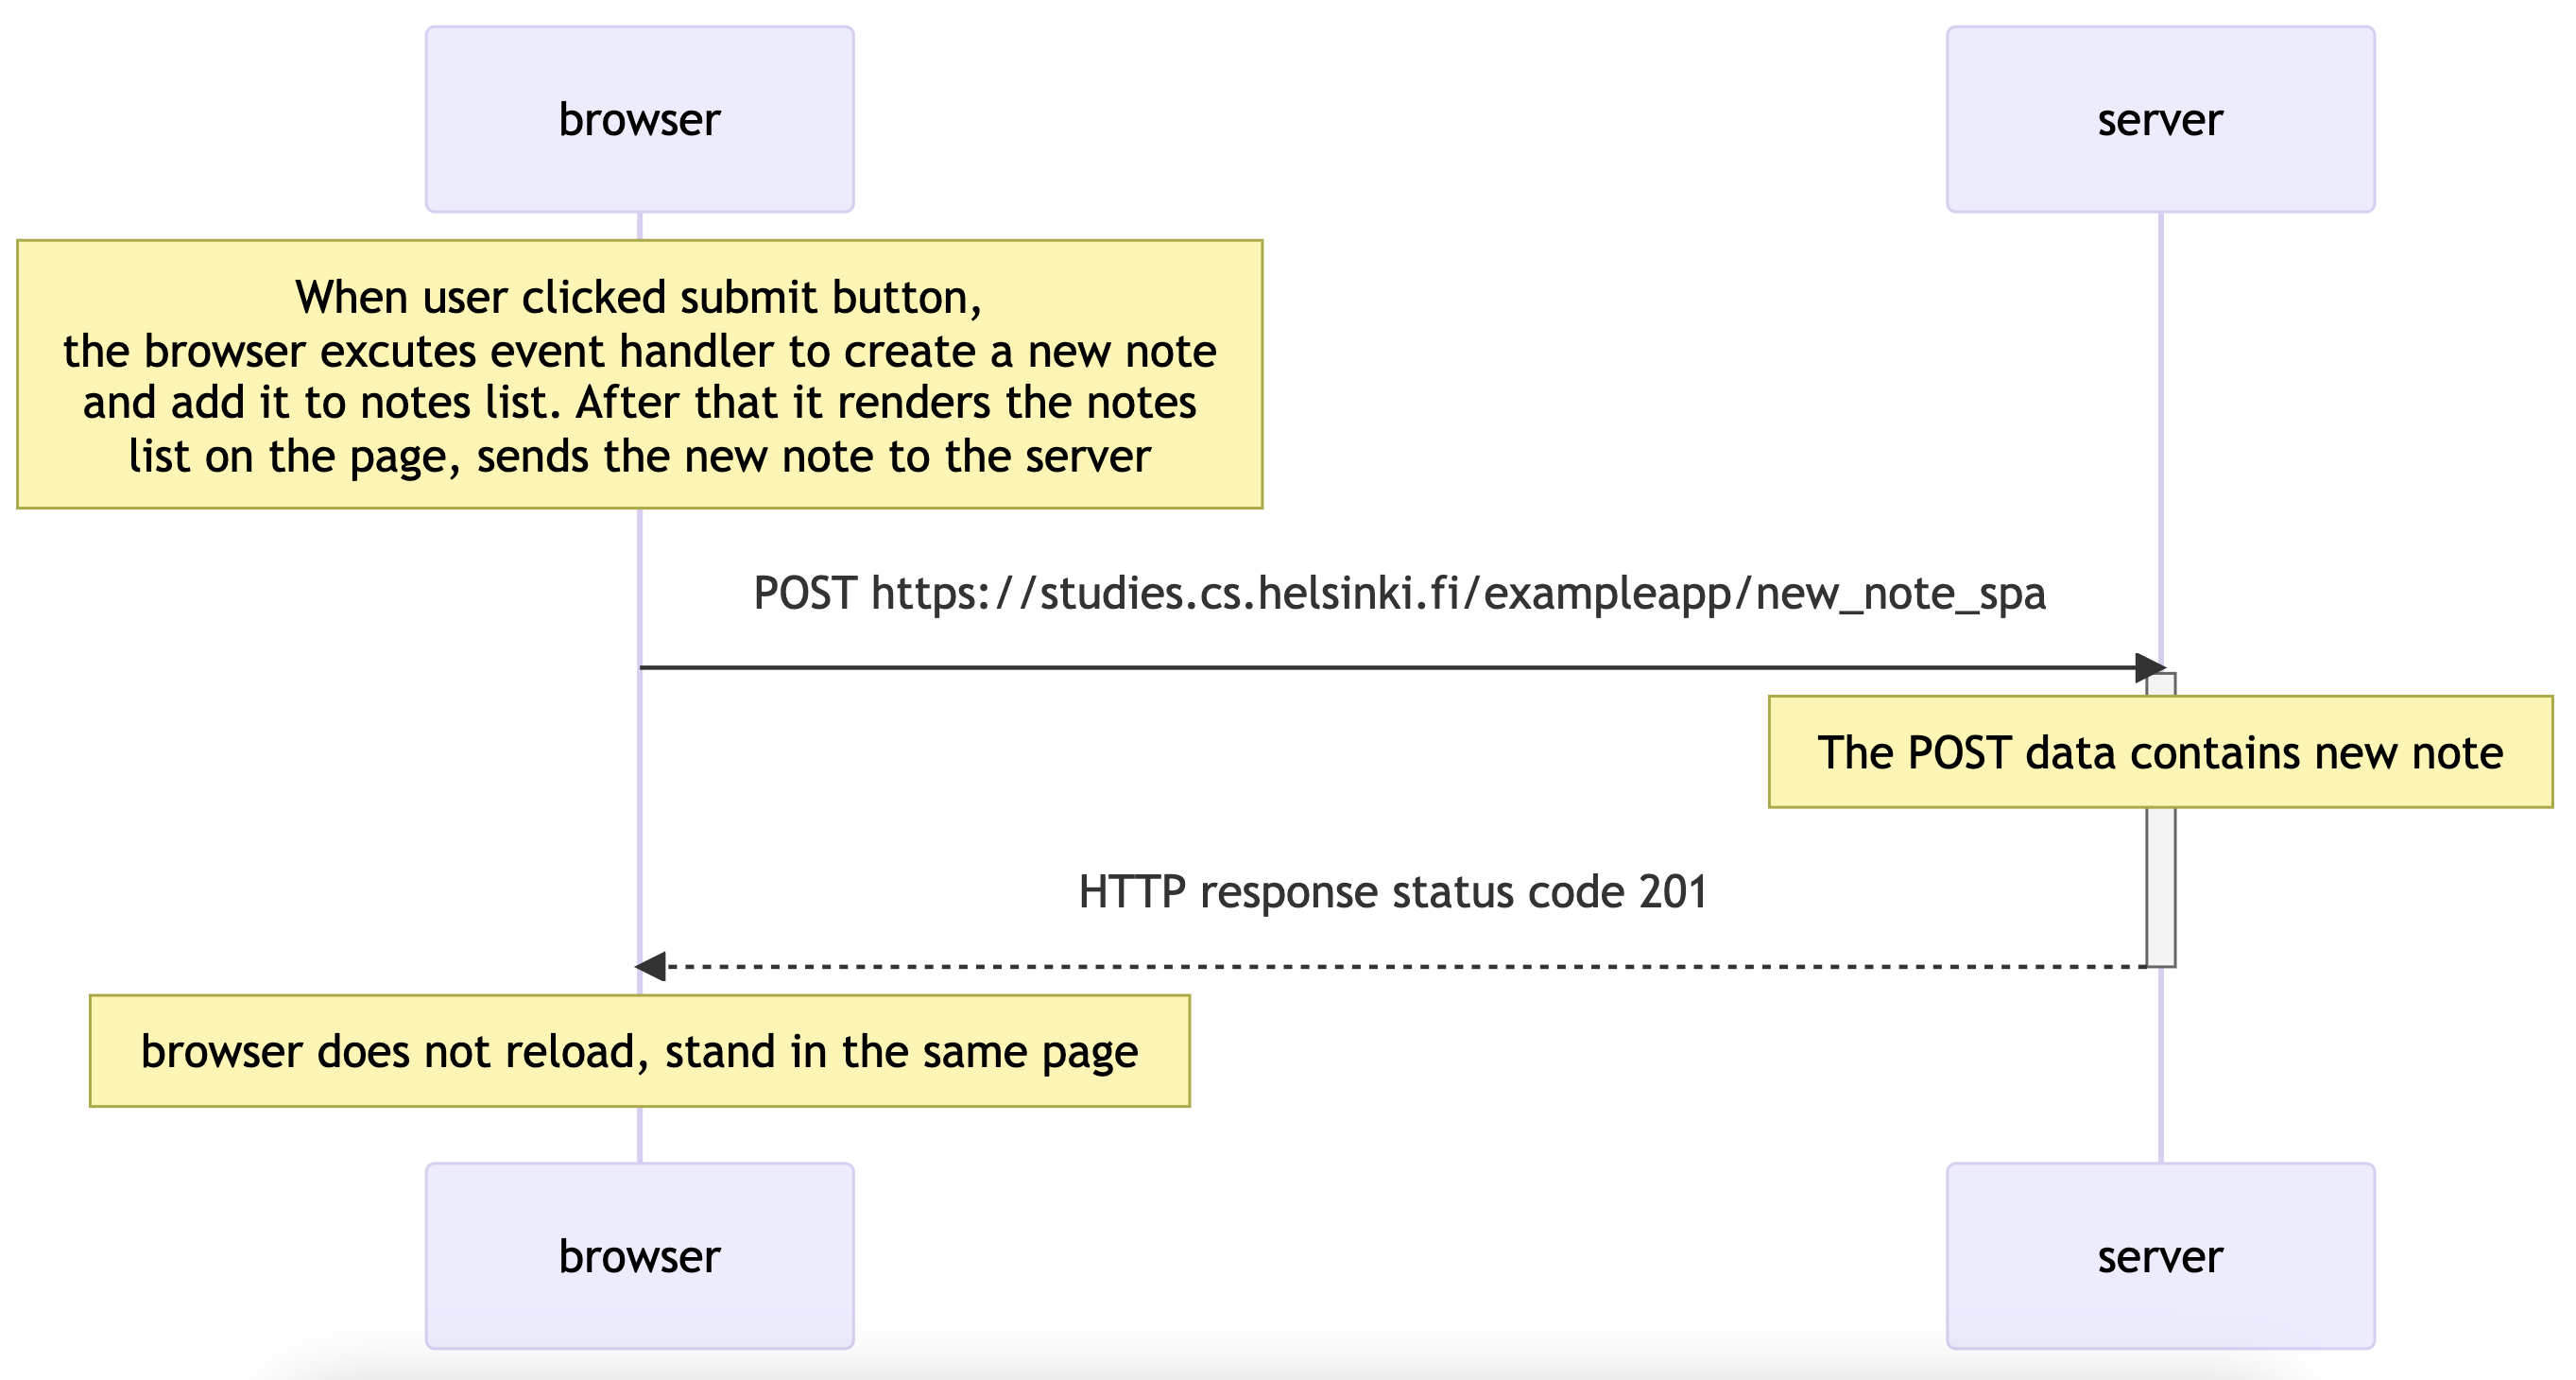 browser
server
When user clicked submit button,
the browser excutes event handler to create a new note
and add it to notes list. After that it renders the notes
list on the page, sends the new note to the server
POST https://studies.cs.helsinki.fi/exampleapp/new_note_spa
The POST data contains new note
HTTP response status code 201
browser does not reload, stand in the same page
browser
server